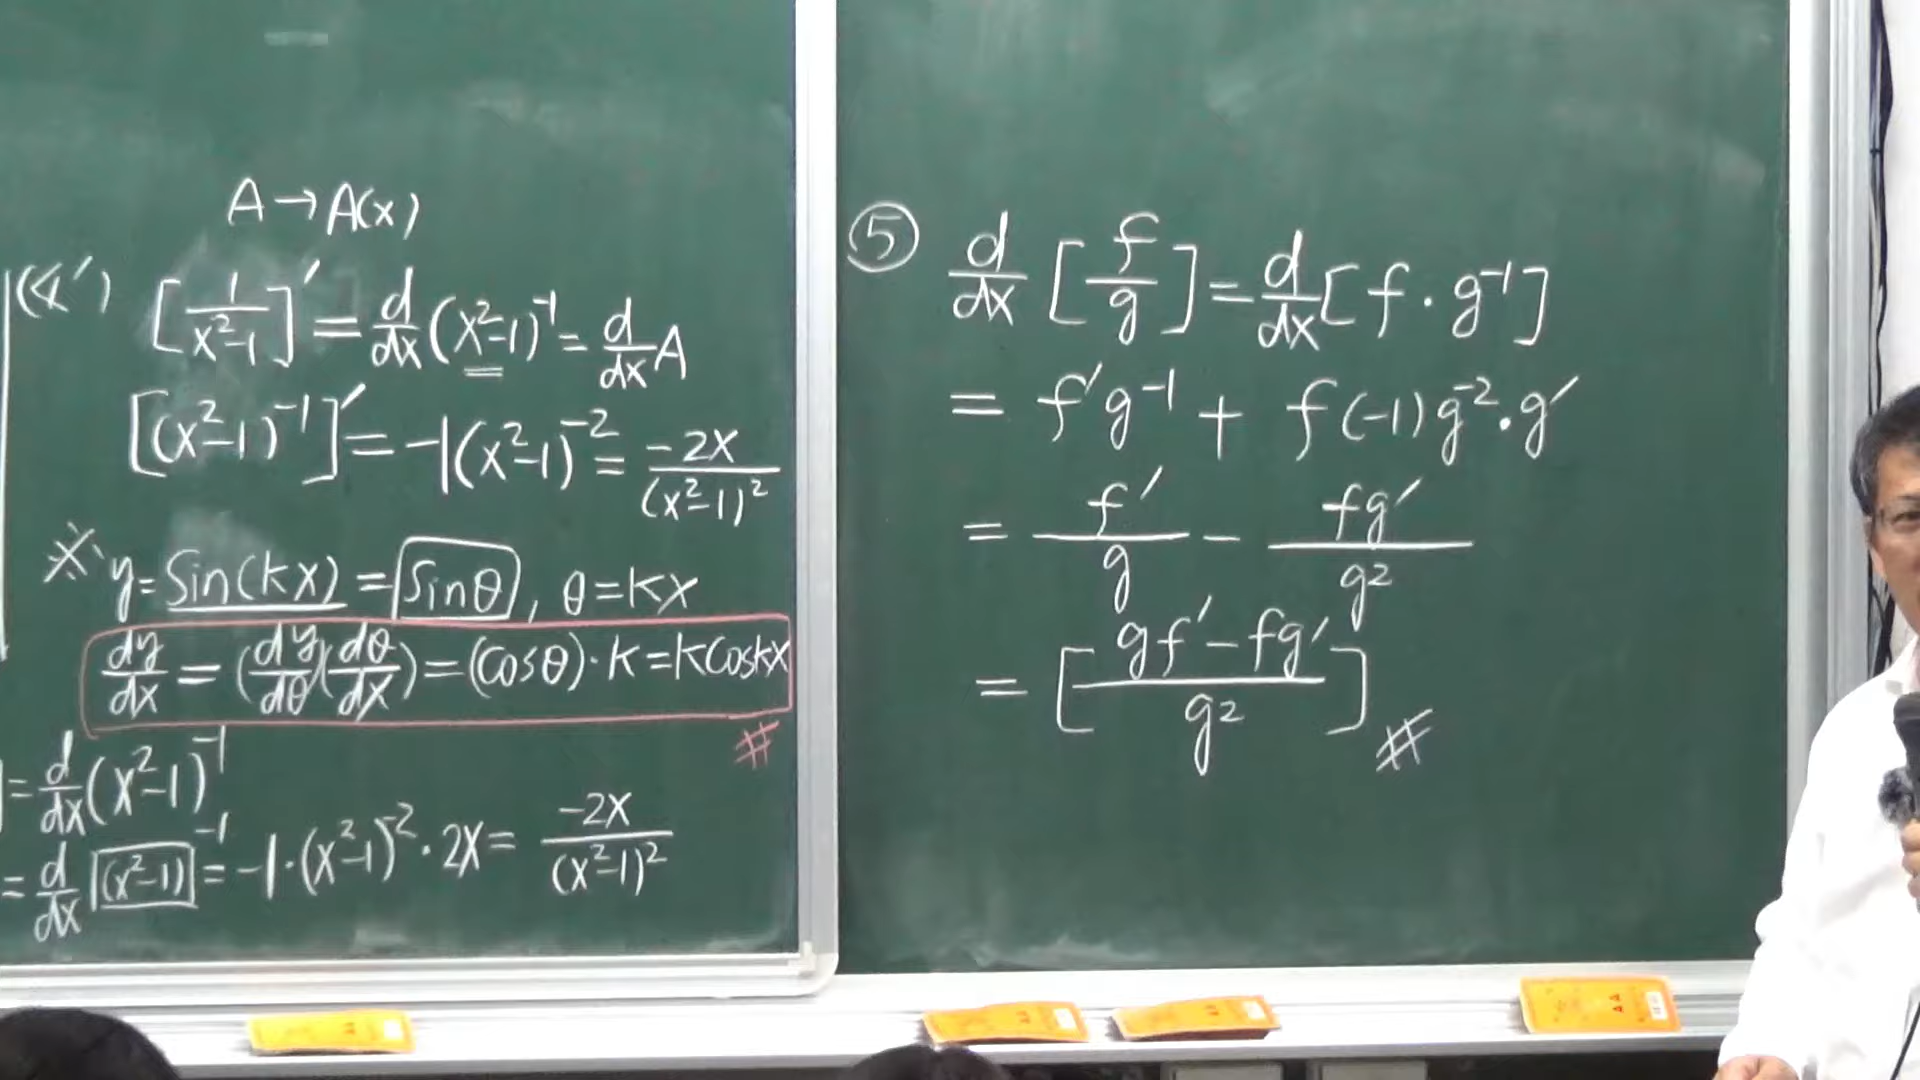 A → A(x)
(4') [1/(x²-1)]' = d/dx (x²-1)⁻¹ = d/dx A
[(x²-1)⁻¹]' = -1(x²-1)⁻² = -2x/(x²-1)²
※ y = Sin(kx) = Sinθ, θ = kx
dy/dx = (dy/dθ)(dθ/dx) = (Cosθ)·k = kCoskx
#
= d/dx (x²-1)⁻¹
= d/dx (x²-1)⁻¹ = -1·(x²-1)⁻²·2x = -2x/(x²-1)²
⑤ d/dx [f/g] = d/dx [f·g⁻¹]
= f'g⁻¹ + f(-1)g⁻²·g'
= f'/g - fg'/g²
= [(gf'-fg')/g²] #